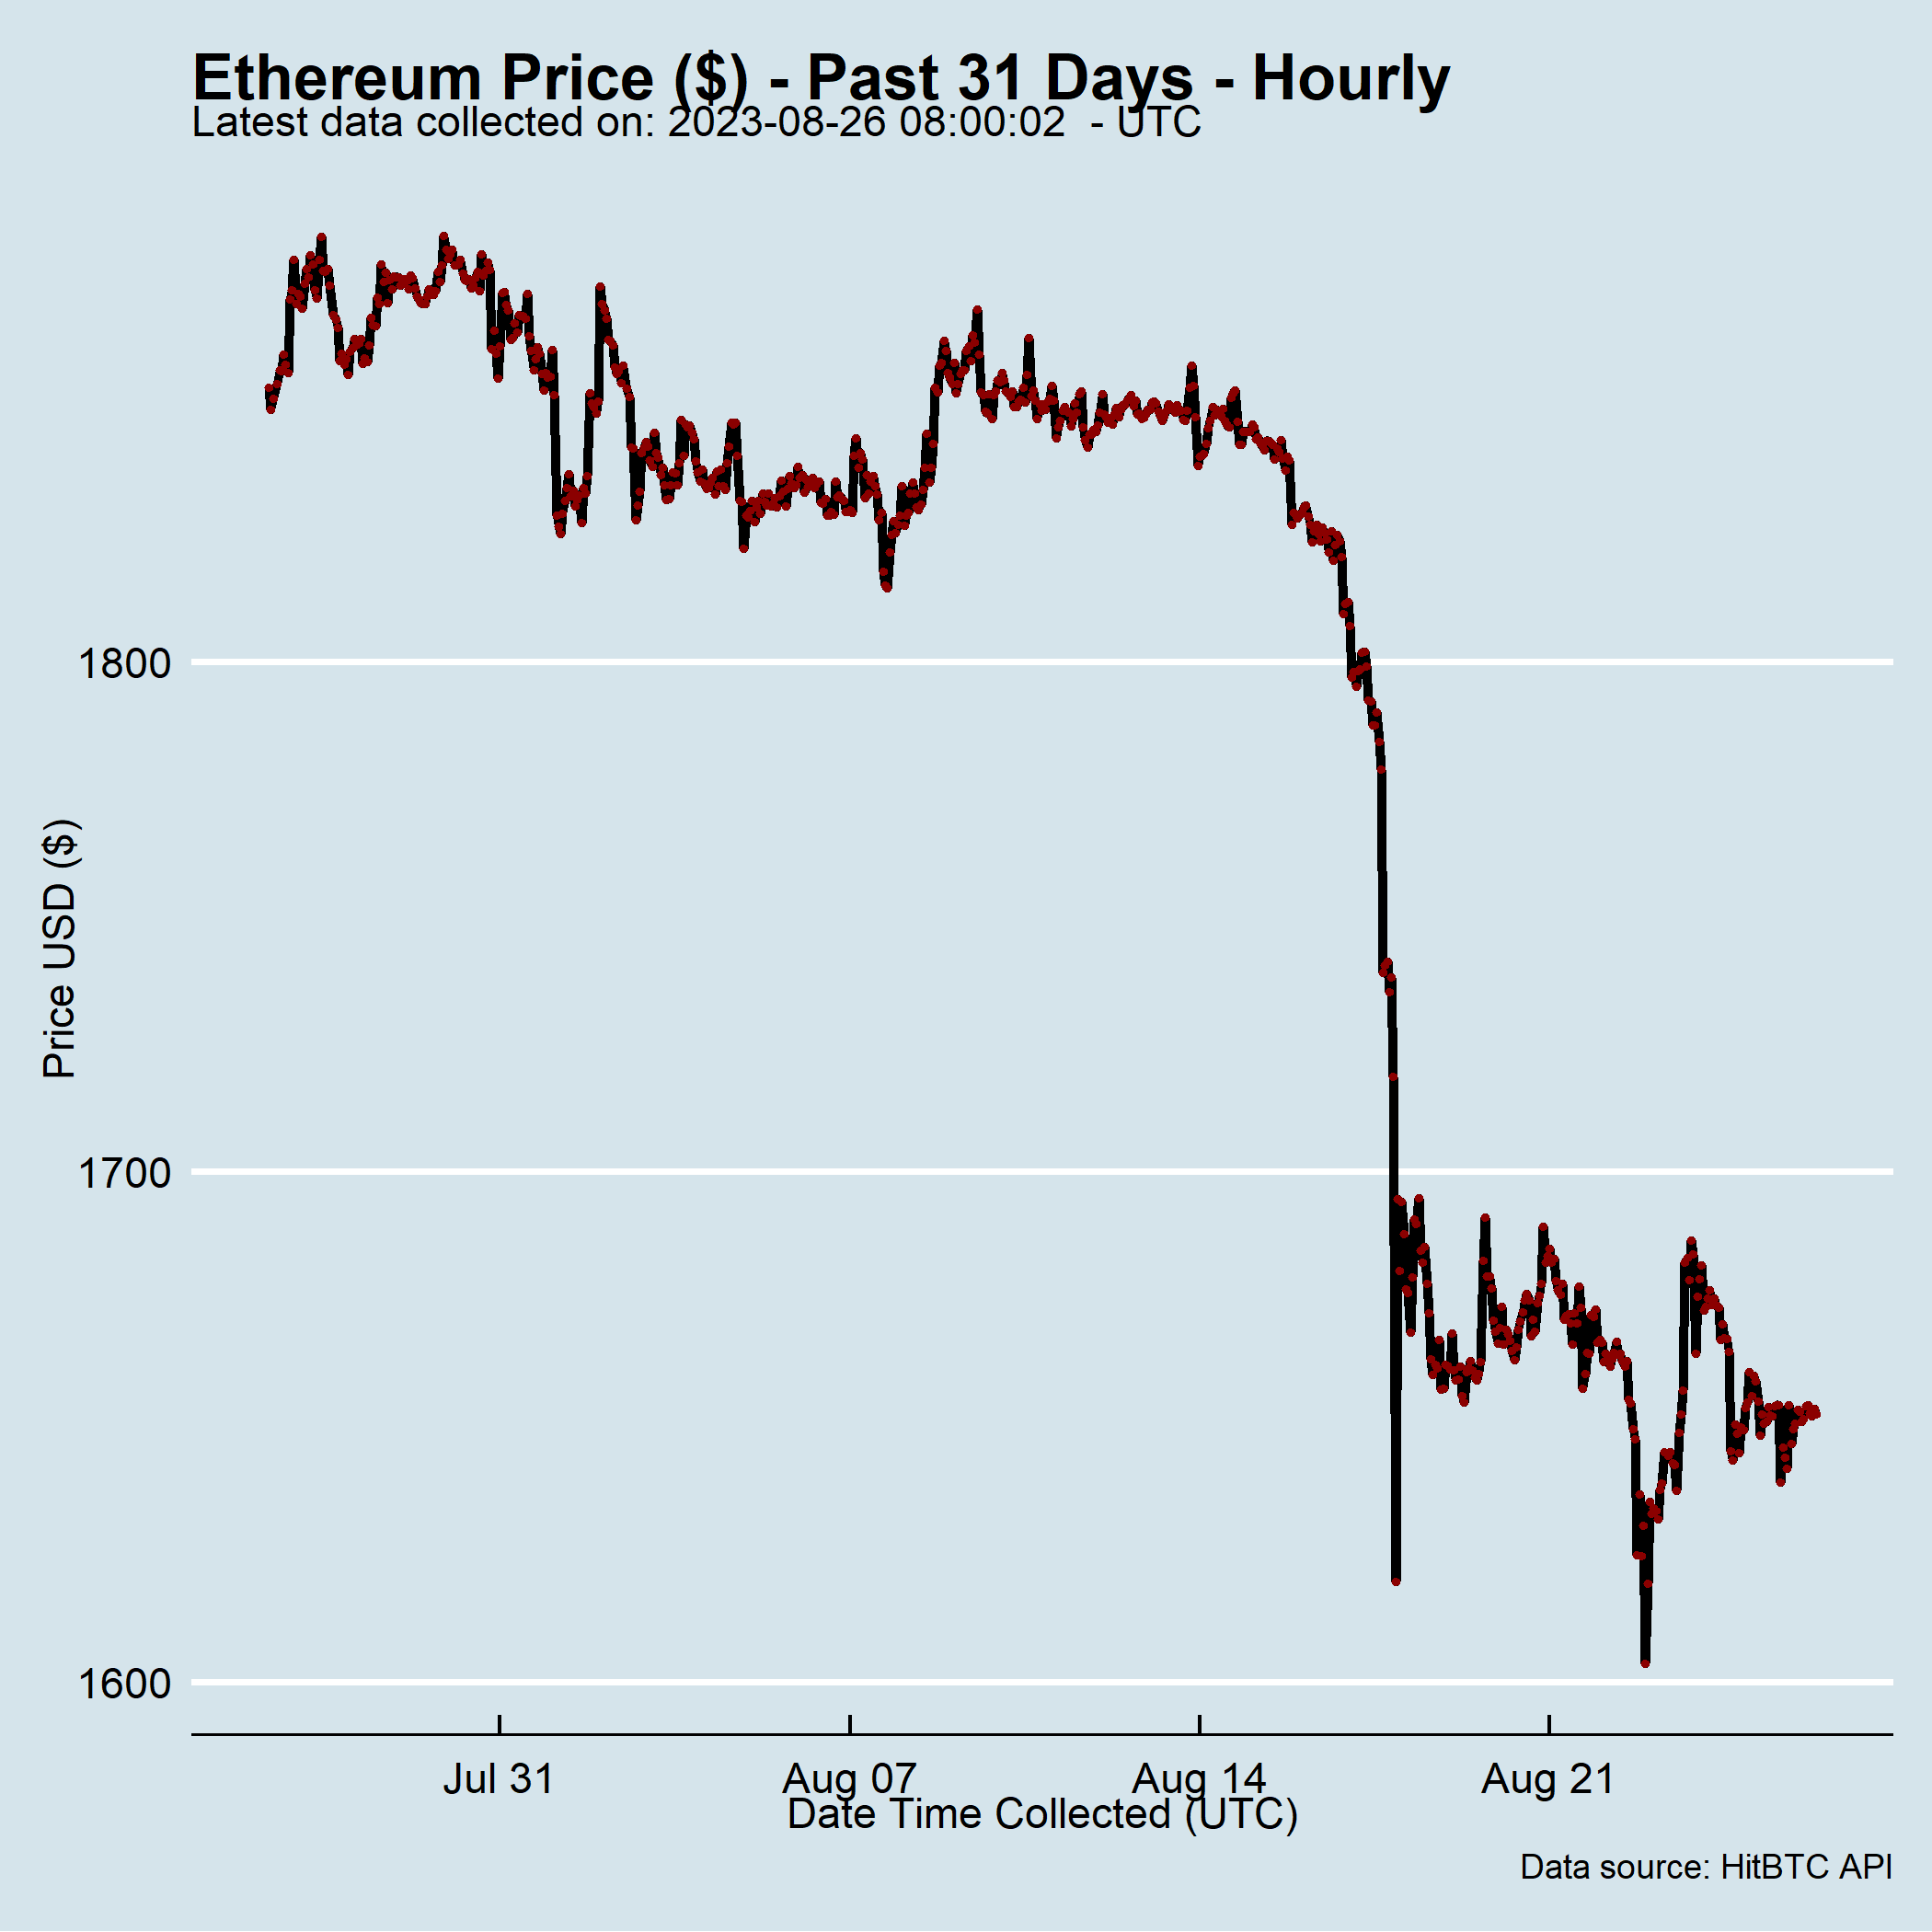 Ethereum Price ($) - Past 31 Days - Hourly
Latest data collected on: 2023-08-26 08:00:02  - UTC
1800
1700
1600
Price USD ($)
Jul 31
Aug 07
Aug 14
Aug 21
Date Time Collected (UTC)
Data source: HitBTC API